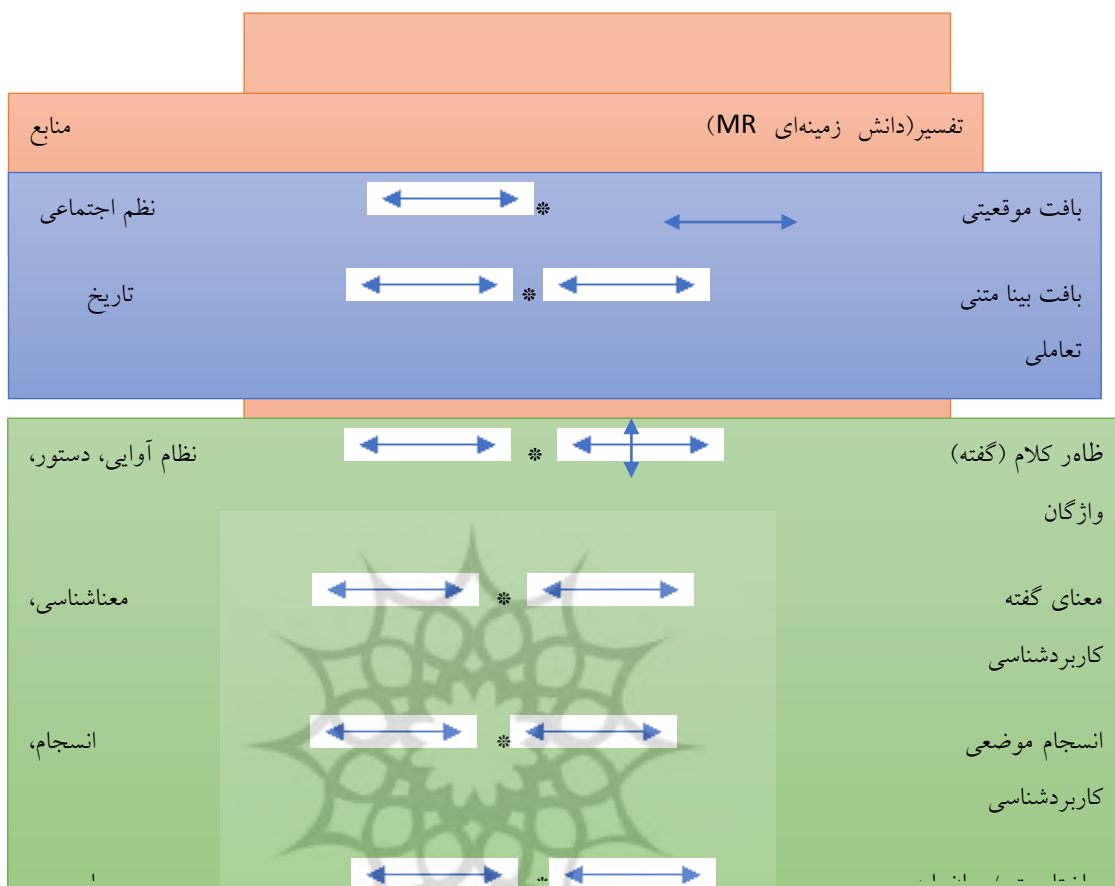 تفسیر(دانش زمینه‌ای MR) منابع
بافت موقعیتی * نظم اجتماعی
بافت بینا متنی * تاریخ
تعاملی
ظاهر کلام (گفته) * نظام آوایی، دستور،
واژگان
معنای گفته * معناشناسی،
کاربردشناسی
انسجام موضعی * انسجام،
کاربردشناسی